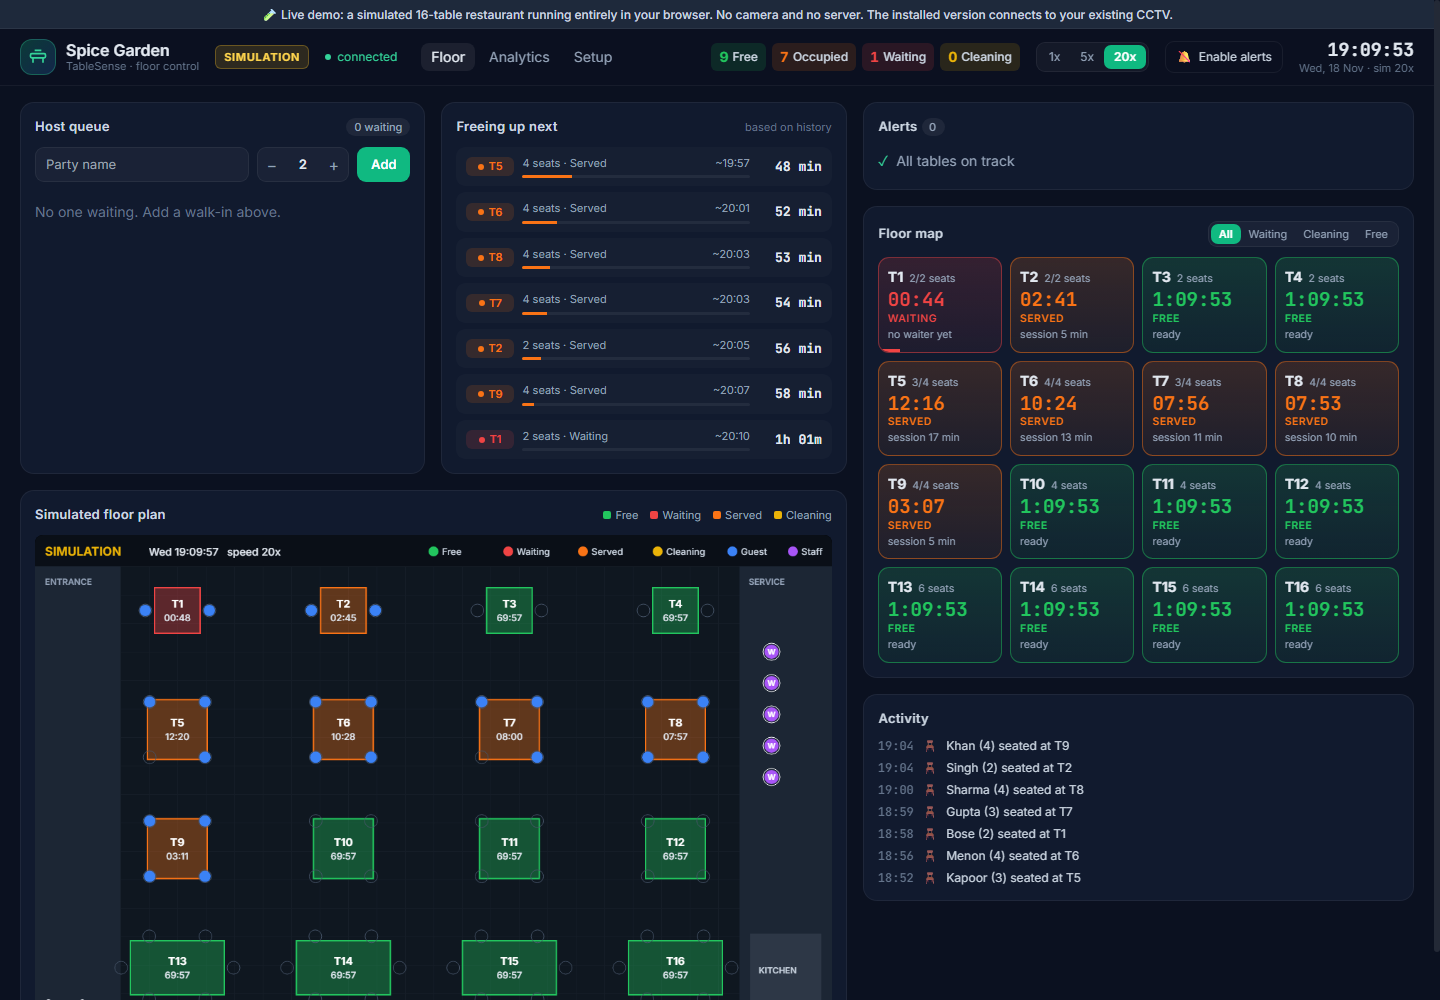 Live demo: a simulated 16-table restaurant running entirely in your browser. No camera and no server. The installed version connects to your existing CCTV.
Spice Garden
TableSense · floor control
SIMULATION
connected
Floor
Analytics
Setup
9 Free
7 Occupied
1 Waiting
0 Cleaning
1x
5x
20x
Enable alerts
19:09:53
Wed, 18 Nov · sim 20x
Host queue
0 waiting
Party name
– 2 +
Add
No one waiting. Add a walk-in above.
Freeing up next
based on history
T5
4 seats · Served
~19:57
48 min
T6
4 seats · Served
~20:01
52 min
T8
4 seats · Served
~20:03
53 min
T7
4 seats · Served
~20:03
54 min
T2
2 seats · Served
~20:05
56 min
T9
4 seats · Served
~20:07
58 min
T1
2 seats · Waiting
~20:10
1h 01m
Alerts 0
✓ All tables on track
Floor map
All
Waiting
Cleaning
Free
T1 2/2 seats
00:44
WAITING
no waiter yet
T2 2/2 seats
02:41
SERVED
session 5 min
T3 2 seats
1:09:53
FREE
ready
T4 2 seats
1:09:53
FREE
ready
T5 3/4 seats
12:16
SERVED
session 17 min
T6 4/4 seats
10:24
SERVED
session 13 min
T7 3/4 seats
07:56
SERVED
session 11 min
T8 4/4 seats
07:53
SERVED
session 10 min
T9 4/4 seats
03:07
SERVED
session 5 min
T10 4 seats
1:09:53
FREE
ready
T11 4 seats
1:09:53
FREE
ready
T12 4 seats
1:09:53
FREE
ready
T13 6 seats
1:09:53
FREE
ready
T14 6 seats
1:09:53
FREE
ready
T15 6 seats
1:09:53
FREE
ready
T16 6 seats
1:09:53
FREE
ready
Simulated floor plan
Free
Waiting
Served
Cleaning
SIMULATION
Wed 19:09:57 speed 20x
Free
Waiting
Served
Cleaning
Guest
Staff
ENTRANCE
SERVICE
T1
00:48
T2
02:45
T3
69:57
T4
69:57
W
W
W
W
W
T5
12:20
T6
10:28
T7
08:00
T8
07:57
T9
03:11
T10
69:57
T11
69:57
T12
69:57
T13
69:57
T14
69:57
T15
69:57
T16
69:57
KITCHEN
Activity
19:04 Khan (4) seated at T9
19:04 Singh (2) seated at T2
19:00 Sharma (4) seated at T8
18:59 Gupta (3) seated at T7
18:58 Bose (2) seated at T1
18:56 Menon (4) seated at T6
18:52 Kapoor (3) seated at T5